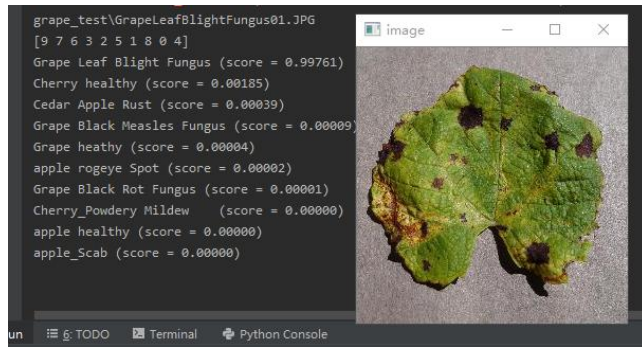 grape_test\GrapeLeafBlightFungus01.JPG
[9 7 6 3 2 5 1 8 0 4]
Grape Leaf Blight Fungus (score = 0.99761)
Cherry healthy (score = 0.00185)
Cedar Apple Rust (score = 0.00039)
Grape Black Measles Fungus (score = 0.00009)
Grape heathy (score = 0.00004)
apple rogeye Spot (score = 0.00002)
Grape Black Rot Fungus (score = 0.00001)
Cherry_Powdery Mildew (score = 0.00000)
apple healthy (score = 0.00000)
apple_Scab (score = 0.00000)
image
un 6: TODO Terminal Python Console